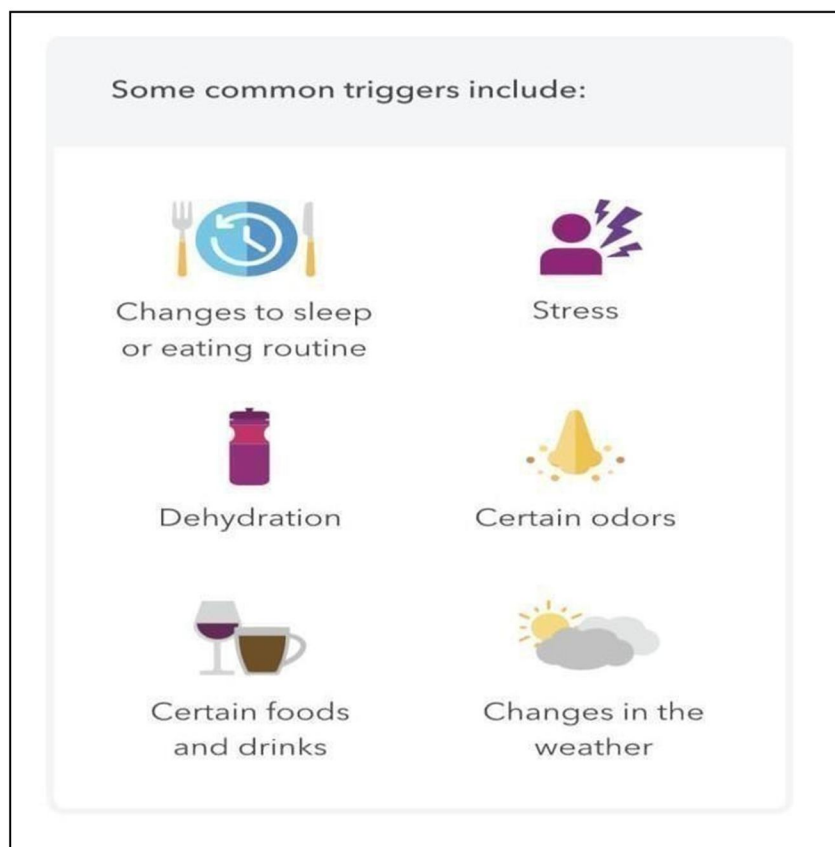 Some common triggers include:
Changes to sleep
or eating routine
Stress
Dehydration
Certain odors
Certain foods
and drinks
Changes in the
weather